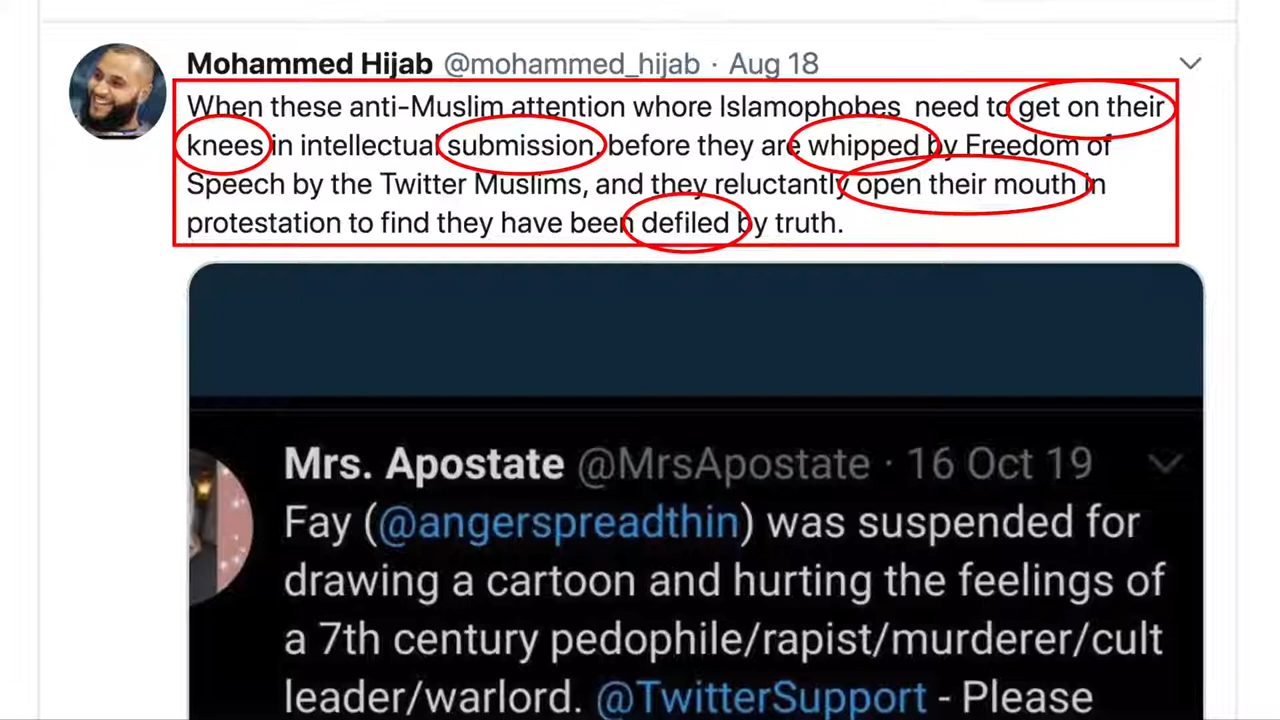 Mohammed Hijab @mohammed_hijab · Aug 18
When these anti-Muslim attention whore Islamophobes need to get on their
knees in intellectual submission, before they are whipped by Freedom of
Speech by the Twitter Muslims, and they reluctantly open their mouth in
protestation to find they have been defiled by truth.
Mrs. Apostate @MrsApostate · 16 Oct 19
Fay (@angerspreadthin) was suspended for
drawing a cartoon and hurting the feelings of
a 7th century pedophile/rapist/murderer/cult
leader/warlord. @TwitterSupport - Please